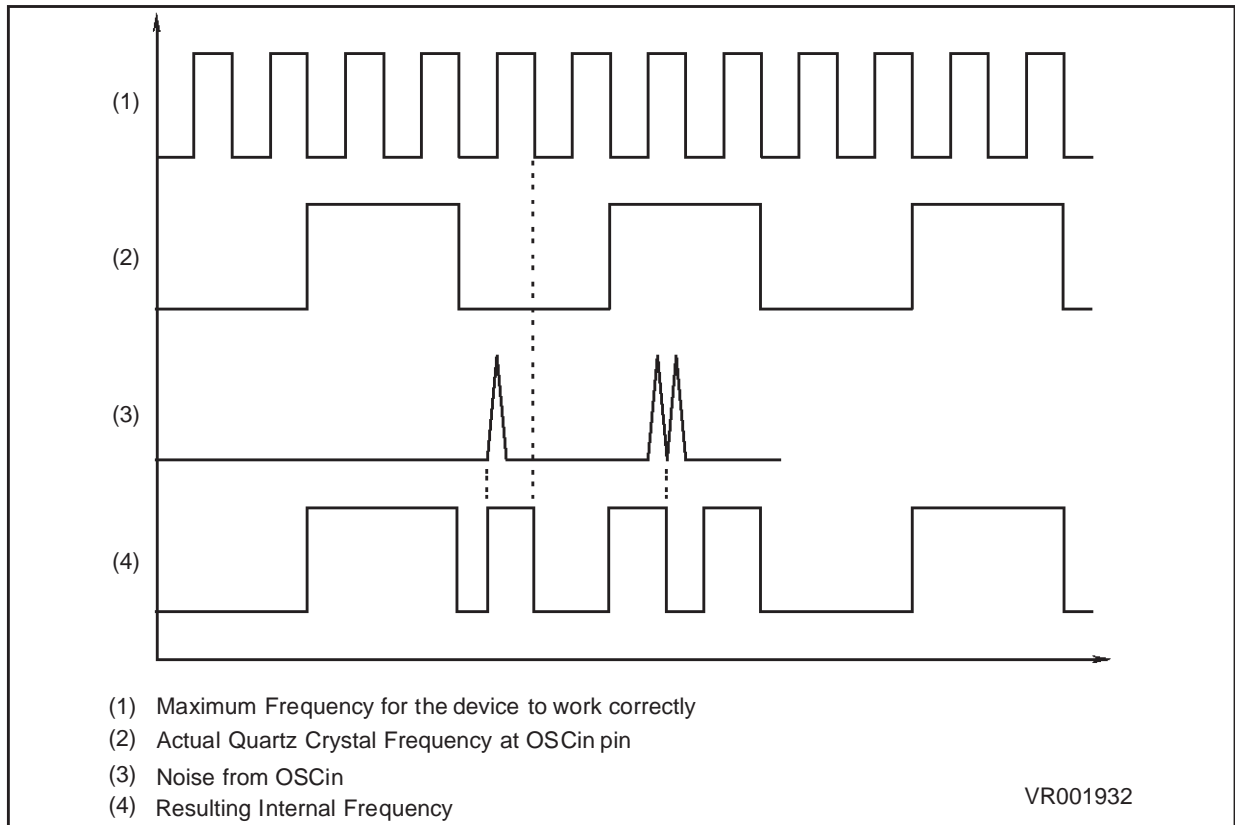 (1)
(2)
(3)
(4)
(1) Maximum Frequency for the device to work correctly
(2) Actual Quartz Crystal Frequency at OSCin pin
(3) Noise from OSCin
(4) Resulting Internal Frequency
VR001932